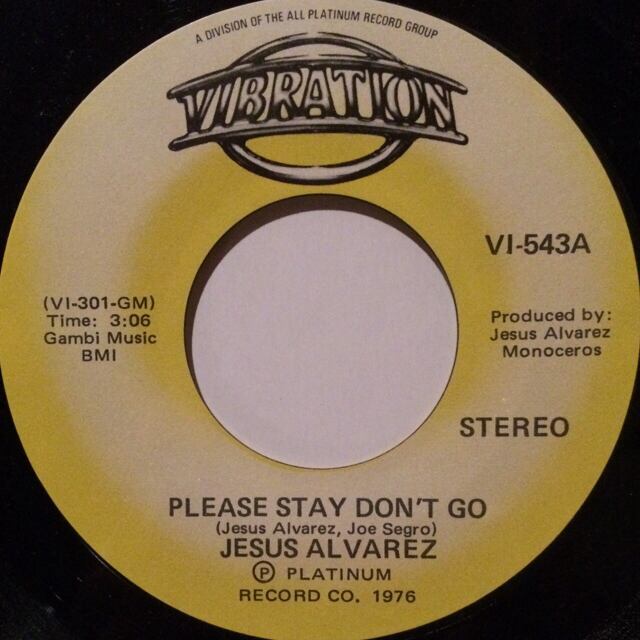 A DIVISION OF THE ALL PLATINUM RECORD GROUP
VIBRATION
VI-543A
(VI-301-GM)
Time: 3:06
Gambi Music
BMI
Produced by:
Jesus Alvarez
Monoceros
STEREO
PLEASE STAY DON'T GO
(Jesus Alvarez, Joe Segro)
JESUS ALVAREZ
Ⓟ PLATINUM
RECORD CO. 1976